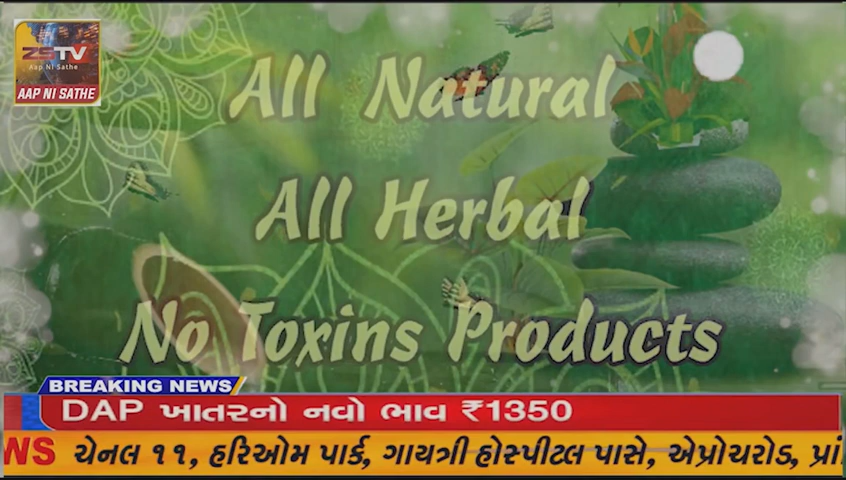 ZSTV
Aap Ni Sathe
AAP NI SATHE
All Natural
All Herbal
No Toxins Products
BREAKING NEWS
DAP ખાતરનો નવો ભાવ ₹1350
ચેનલ ૧૧, હરિઓમ પાર્ક, ગાયત્રી હોસ્પીટલ પાસે, એપ્રોચરોડ,